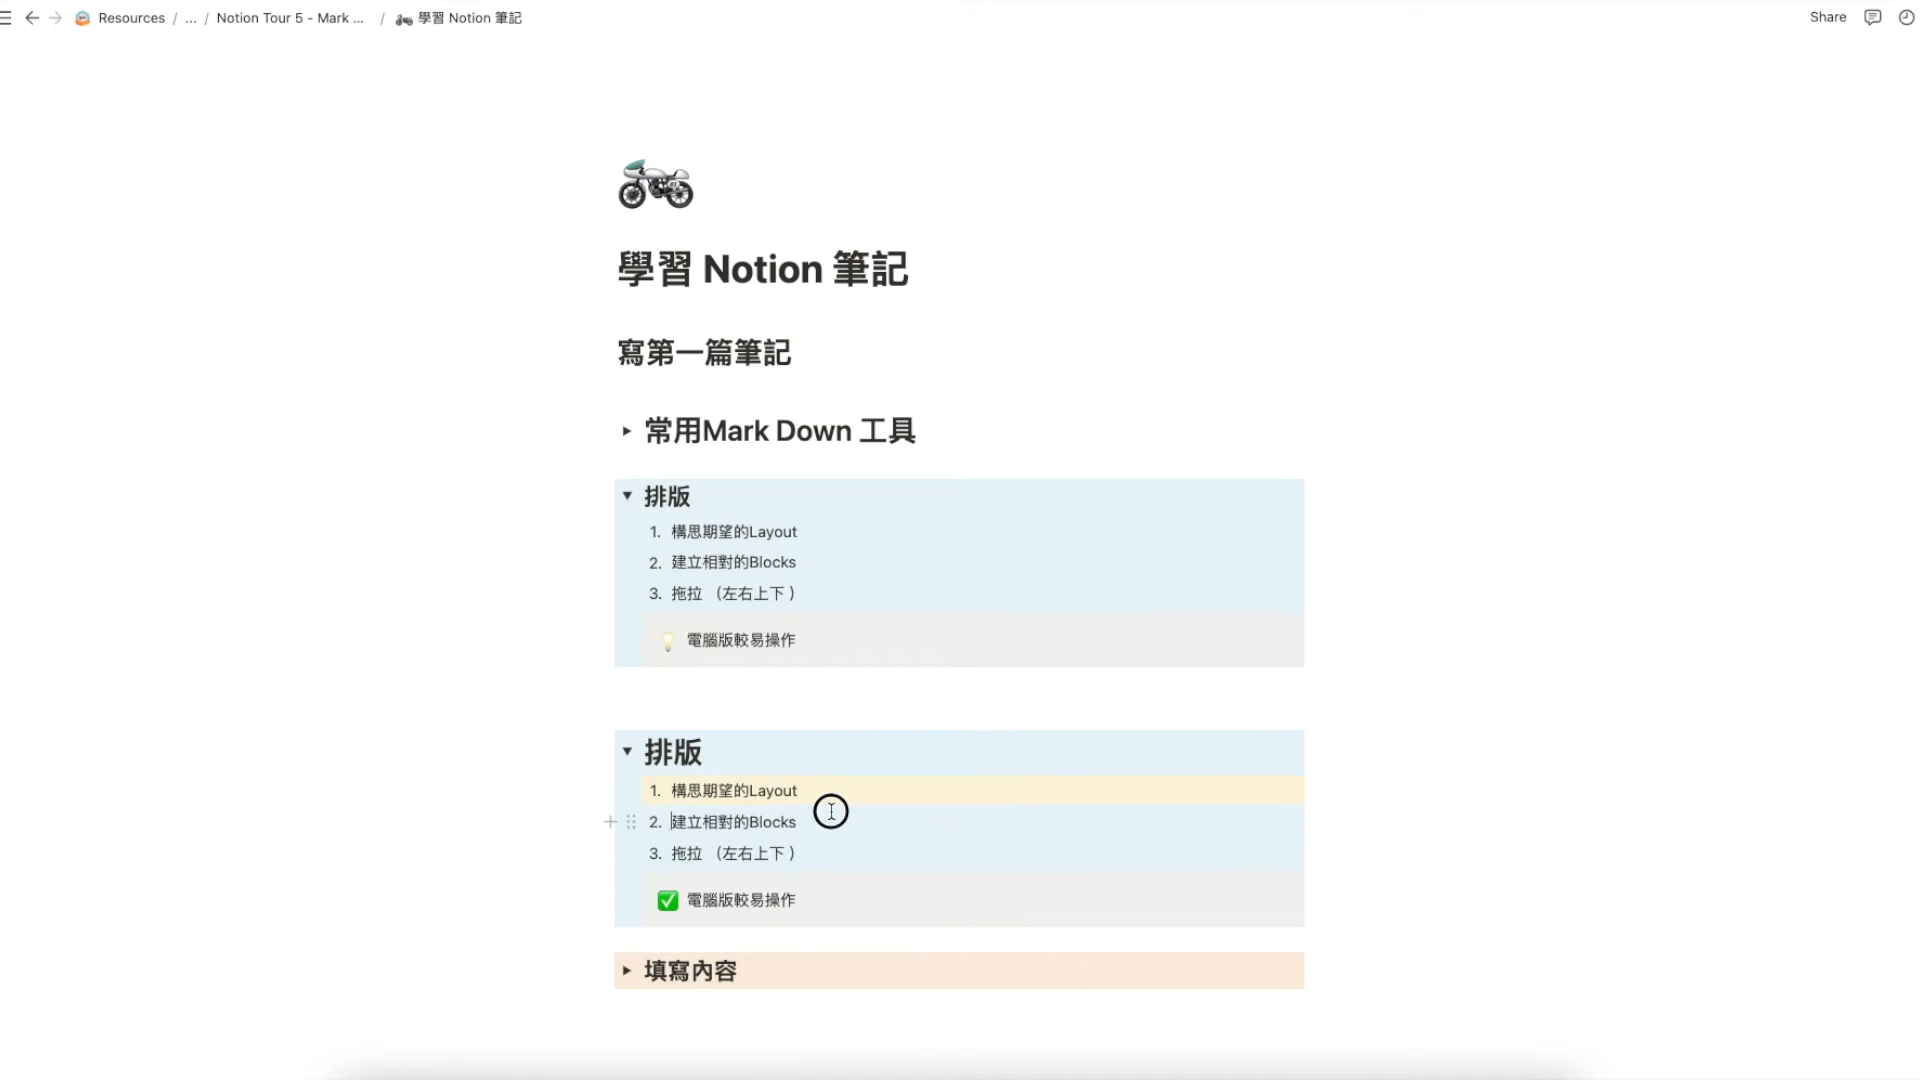 Resources / ... / Notion Tour 5 - Mark ... / 學習 Notion 筆記
Share
學習 Notion 筆記
寫第一篇筆記
常用Mark Down 工具
排版
1. 構思期望的Layout
2. 建立相對的Blocks
3. 拖拉 （左右上下 ）
電腦版較易操作
排版
1. 構思期望的Layout
2. 建立相對的Blocks
3. 拖拉 （左右上下 ）
電腦版較易操作
填寫內容